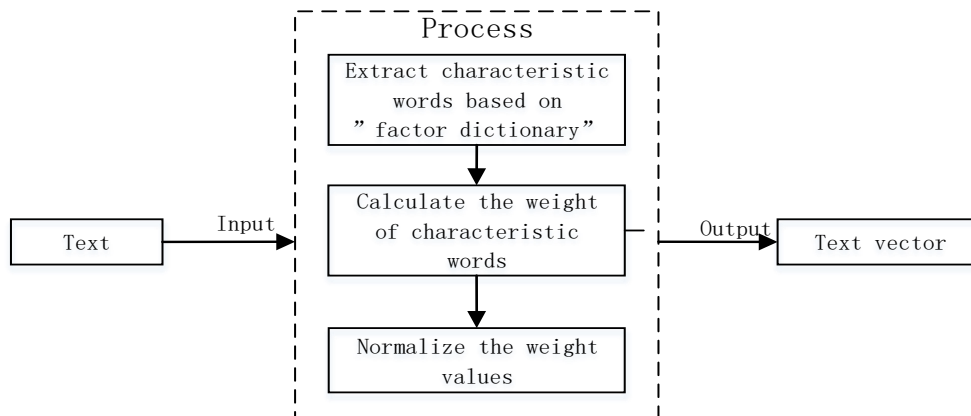 Process
Extract characteristic
words based on
” factor dictionary”
Calculate the weight
of characteristic
words
Normalize the weight
values
Text
Input
Output
Text vector